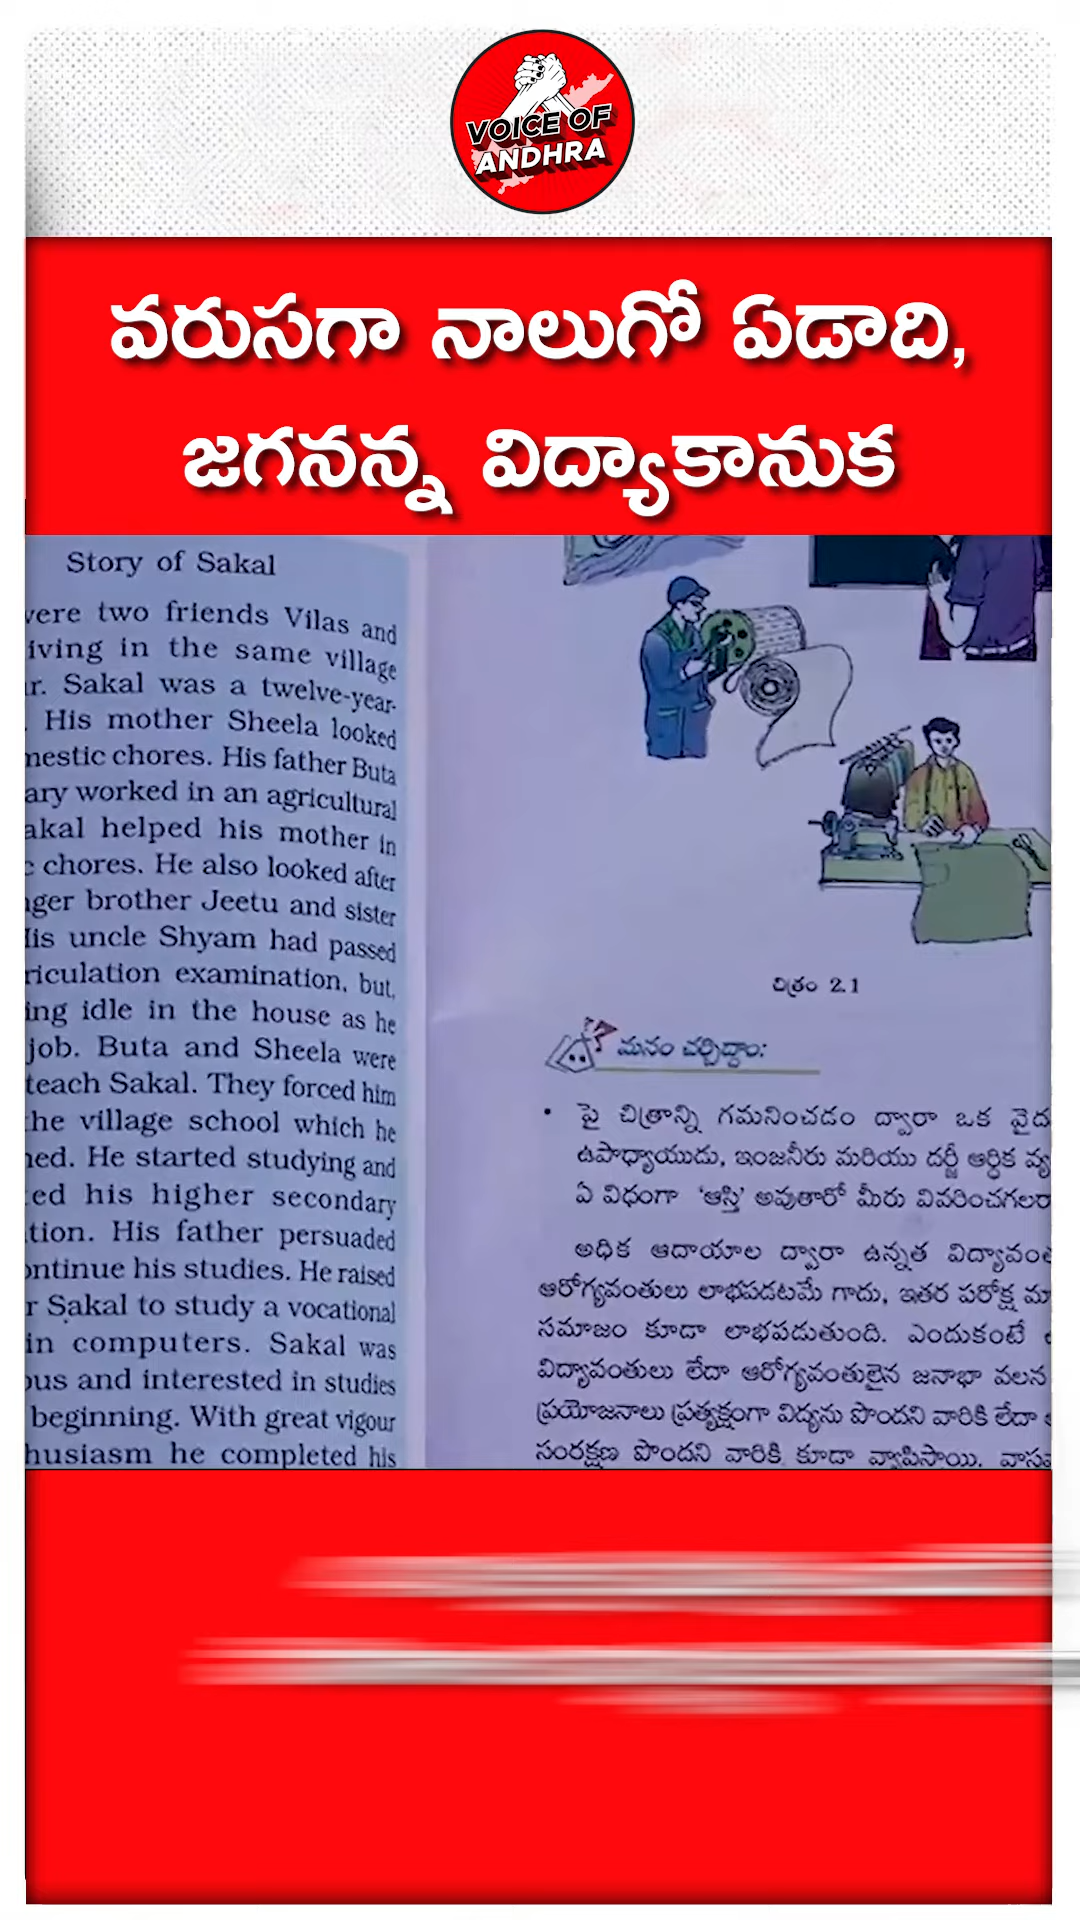 VOICE OF
ANDHRA
వరుసగా నాలుగో ఏడాది,
జగనన్న విద్యాకానుక
Story of Sakal
were two friends Vilas and
iving in the same village
r. Sakal was a twelve-year-
. His mother Sheela looked
mestic chores. His father Buta
ary worked in an agricultural
akal helped his mother in
c chores. He also looked after
nger brother Jeetu and sister
His uncle Shyam had passed
riculation examination, but,
ing idle in the house as he
job. Buta and Sheela were
teach Sakal. They forced him
the village school which he
ned. He started studying and
ed his higher secondary
tion. His father persuaded
ontinue his studies. He raised
r Sakal to study a vocational
in computers. Sakal was
ous and interested in studies
beginning. With great vigour
husiasm he completed his
చిత్రం 2.1
మనం చర్చిద్దాం:
• పై చిత్రాన్ని గమనించడం ద్వారా ఒక వైద
ఉపాధ్యాయుడు, ఇంజనీరు మరియు దర్జీ ఆర్థిక వ్య
ఏ విధంగా 'ఆస్తి' అవుతారో మీరు వివరించగలరా
అధిక ఆదాయాల ద్వారా ఉన్నత విద్యావంత
ఆరోగ్యవంతులు లాభపడటమే గాదు, ఇతర పరోక్ష మా
సమాజం కూడా లాభపడుతుంది. ఎందుకంటే
విద్యావంతులు లేదా ఆరోగ్యవంతులైన జనాభా వలన
ప్రయోజనాలు ప్రత్యక్షంగా విద్యను పొందని వారికి లేదా
సంరక్షణ పొందని వారికి కూడా వ్యాపిస్తాయి. వాస్త